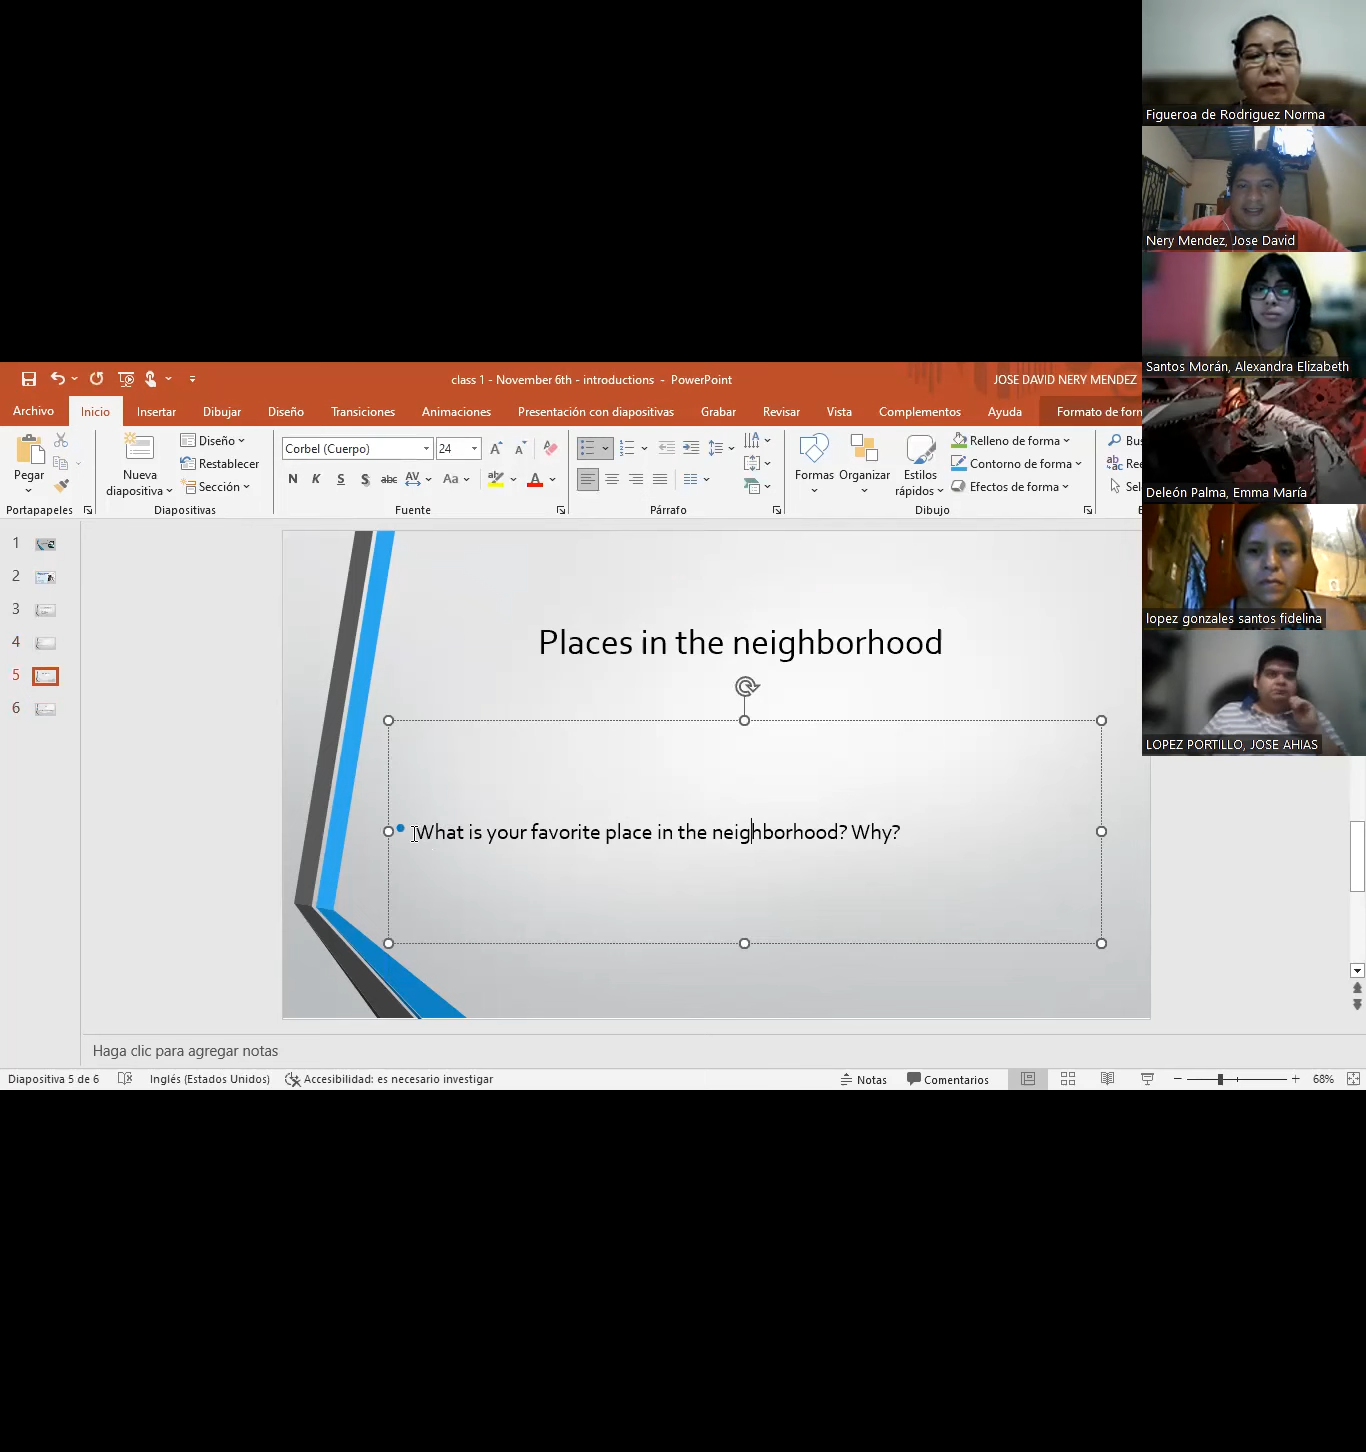 Figueroa de Rodriguez Norma
Nery Mendez, Jose David
Santos Morán, Alexandra Elizabeth
Deleón Palma, Emma María
lopez gonzales santos fidelina
LOPEZ PORTILLO, JOSE AHIAS
class 1 - November 6th - introductions - PowerPoint
JOSE DAVID NERY MENDEZ
Archivo Inicio Insertar Dibujar Diseño Transiciones Animaciones Presentación con diapositivas Grabar Revisar Vista Complementos Ayuda Formato de form
Pegar
Portapapeles
Nueva
diapositiva
Diseño
Restablecer
Sección
Diapositivas
Corbel (Cuerpo) 24
N K S S abc AV Aa A
Fuente
Párrafo
Formas
Organizar
Estilos
rápidos
Relleno de forma
Contorno de forma
Efectos de forma
Dibujo
Bus
Ree
Sel
E
1
2
3
4
5
6
Places in the neighborhood
• What is your favorite place in the neighborhood? Why?
Haga clic para agregar notas
Diapositiva 5 de 6 Inglés (Estados Unidos) Accesibilidad: es necesario investigar Notas Comentarios 68%